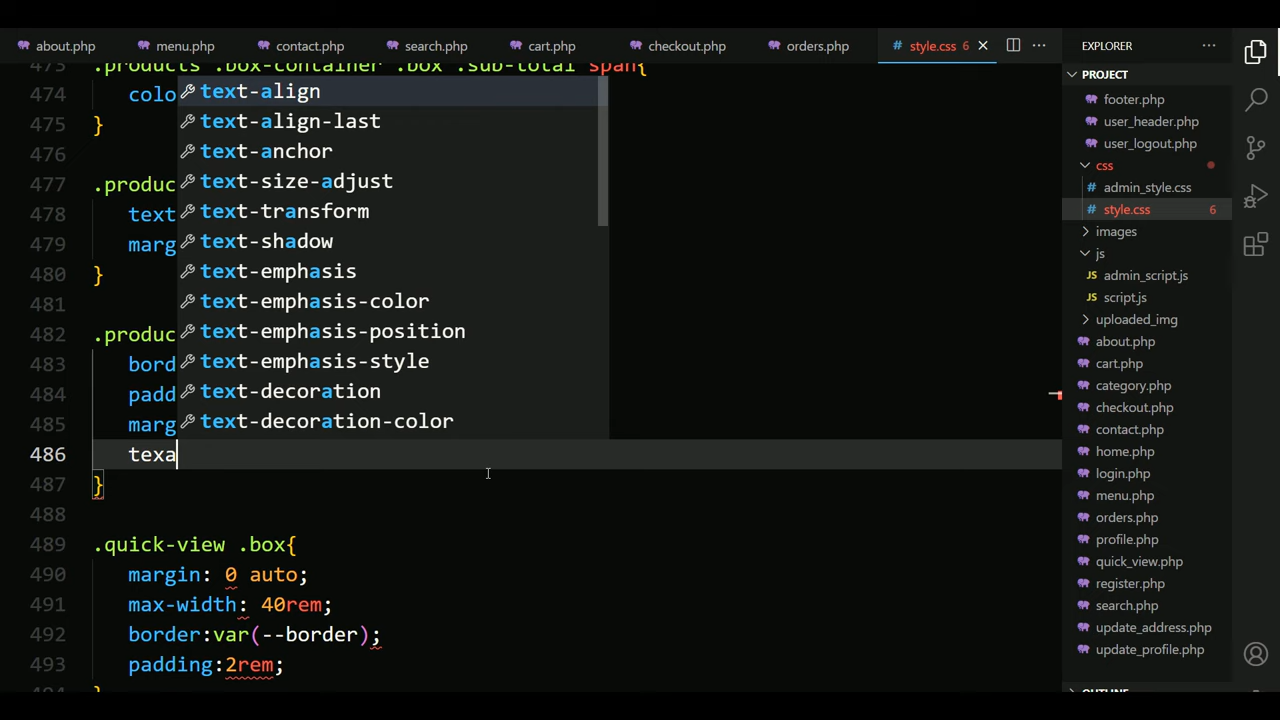 about.php menu.php contact.php search.php cart.php checkout.php orders.php # style.css 6 EXPLORER
473 .products .box-container .box .sub-total span{
PROJECT
474 colo
475 }
476
477 .produc
478 text
479 marg
480 }
481
482 .produc
483 bord
484 padd
485 marg
486 texa
487 }
488
489 .quick-view .box{
490 margin: 0 auto;
491 max-width: 40rem;
492 border:var(--border);
493 padding:2rem;
text-align
text-align-last
text-anchor
text-size-adjust
text-transform
text-shadow
text-emphasis
text-emphasis-color
text-emphasis-position
text-emphasis-style
text-decoration
text-decoration-color
footer.php
user_header.php
user_logout.php
css
# admin_style.css
# style.css 6
images
js
JS admin_script.js
JS script.js
uploaded_img
about.php
cart.php
category.php
checkout.php
contact.php
home.php
login.php
menu.php
orders.php
profile.php
quick_view.php
register.php
search.php
update_address.php
update_profile.php
OUTLINE